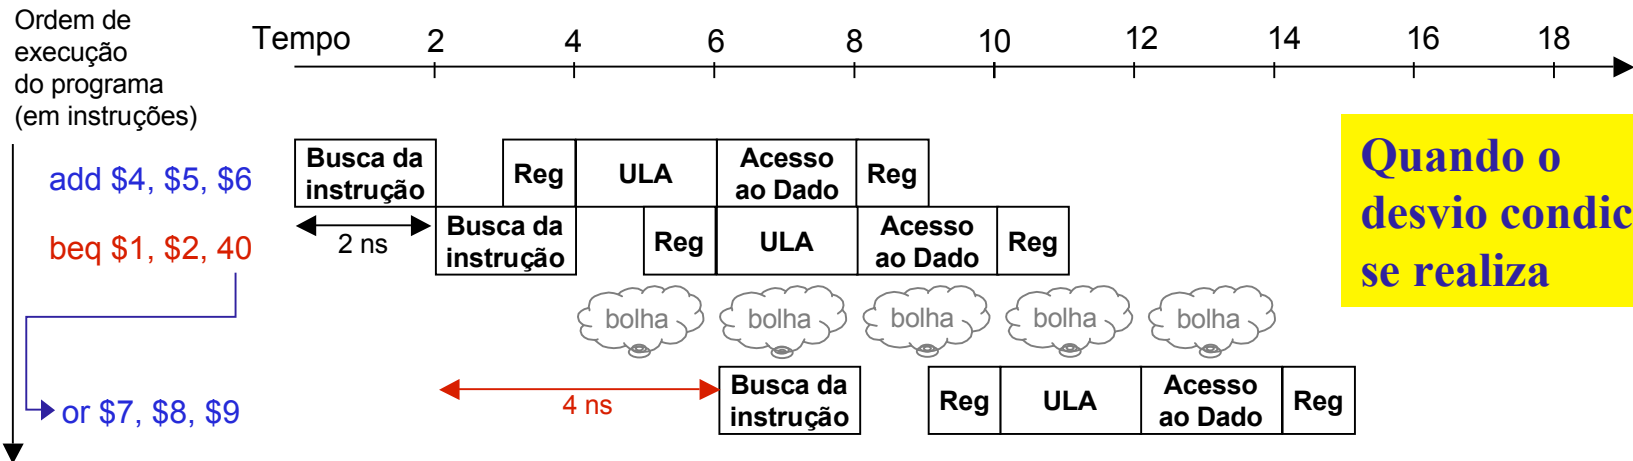 Ordem de
execução
do programa
(em instruções)
Tempo 2 4 6 8 10 12 14 16 18
add $4, $5, $6
Busca da
instrução
Reg
ULA
Acesso
ao Dado
Reg
beq $1, $2, 40
2 ns
Busca da
instrução
Reg
ULA
Acesso
ao Dado
Reg
bolha bolha bolha bolha bolha
or $7, $8, $9
4 ns
Busca da
instrução
Reg
ULA
Acesso
ao Dado
Reg
Quando o
desvio condic
se realiza